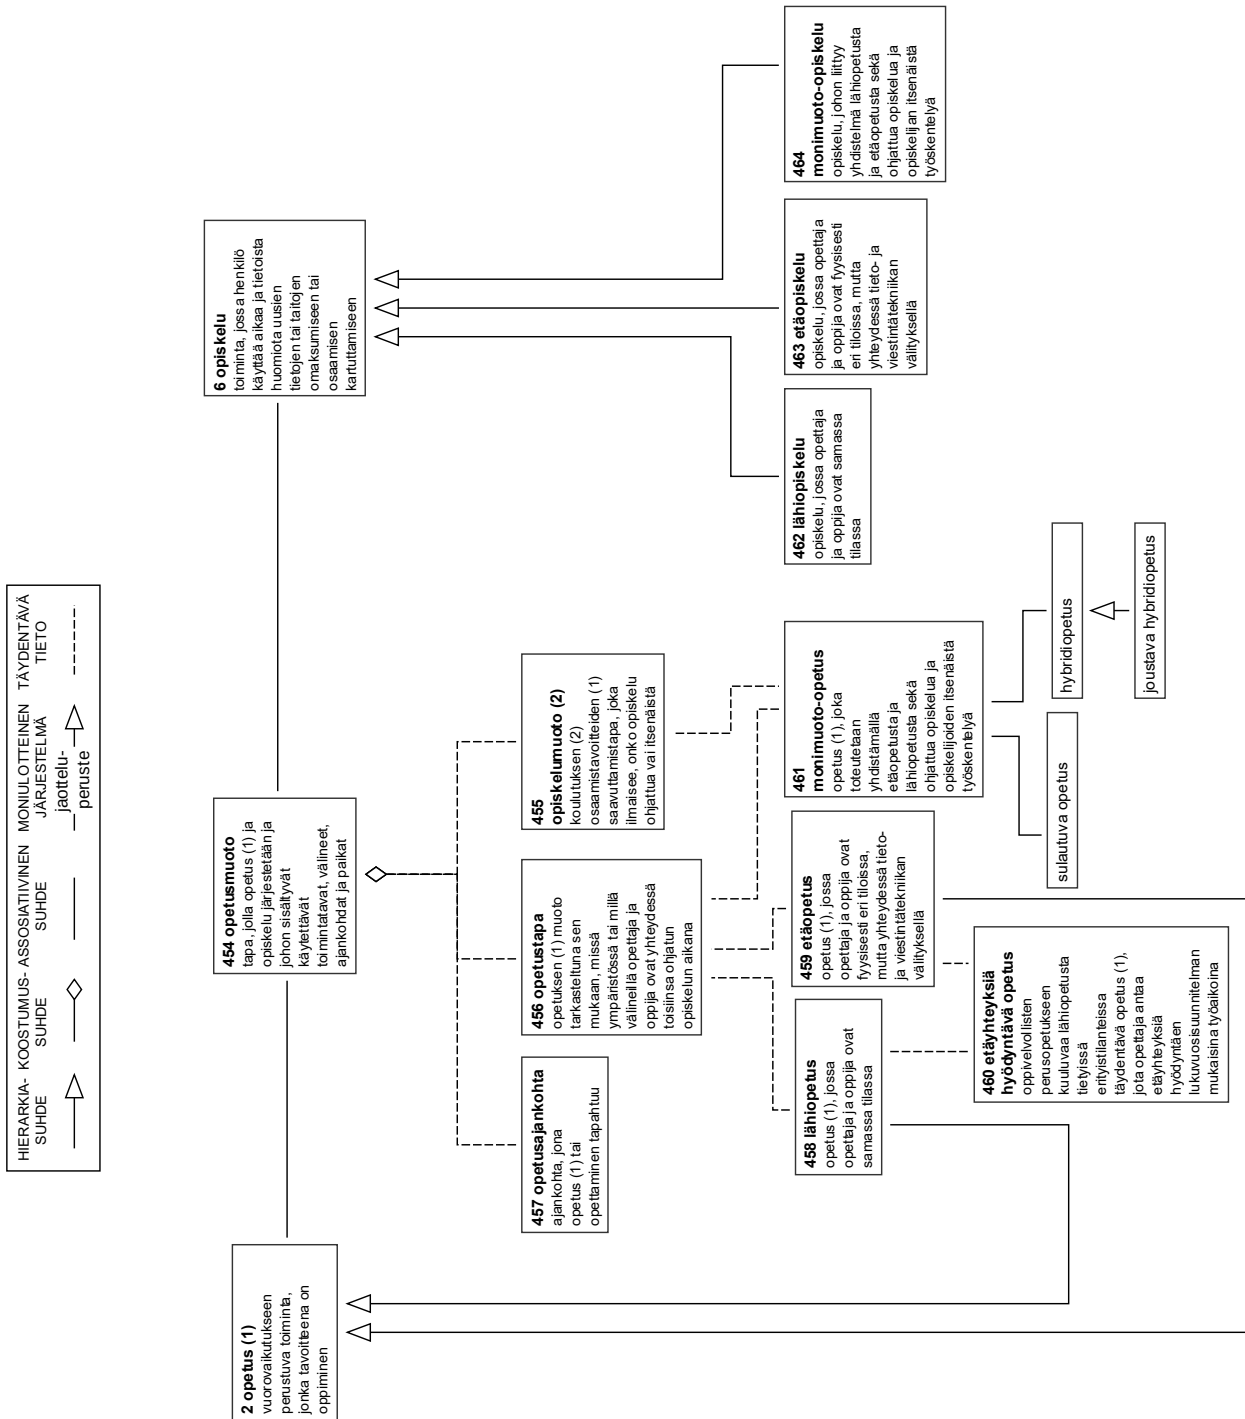 HIERARKIA-
SUHDE
KOOSTUMUS-
SUHDE
ASSOSIATIIVINEN
SUHDE
MONIULOTTEINEN
JÄRJESTELMÄ
jaottelu-
peruste
TÄYDENTÄVÄ
TIETO
2 opetus (1)
vuorovaikutukseen
perustuva toiminta,
jonka tavoitteena on
oppiminen
454 opetusmuoto
tapa, jolla opetus (1) ja
opiskelu järjestetään ja
johon sisältyvät
käytettävät
toimintatavat, välineet,
ajankohdat ja paikat
6 opiskelu
toiminta, jossa henkilö
käyttää aikaa ja tietoista
huomiota uusien
tietojen tai taitojen
omaksumiseen tai
osaamisen
kartuttamiseen
457 opetusajankohta
ajankohta, jona
opetus (1) tai
opettaminen tapahtuu
456 opetustapa
opetuksen (1) muoto
tarkasteltuna sen
mukaan, missä
ympäristössä tai millä
välineillä opettaja ja
oppija ovat yhteydessä
toisiinsa ohjatun
opiskelun aikana
455
opiskelumuoto (2)
koulutuksen (2)
osaamistavoitteiden (1)
saavuttamistapa, joka
ilmaisee, onko opiskelu
ohjattua vai itsenäistä
458 lähiopetus
opetus (1), jossa
opettaja ja oppija ovat
samassa tilassa
459 etäopetus
opetus (1), jossa
opettaja ja oppija ovat
fyysisesti eri tiloissa,
mutta yhteydessä tieto-
ja viestintätekniikan
välityksellä
461
monimuoto-opetus
opetus (1), joka
toteutetaan
yhdistämällä
etäopetusta ja
lähiopetusta sekä
ohjattua opiskelua ja
opiskelijoiden itsenäistä
työskentelyä
462 lähiopiskelu
opiskelu, jossa opettaja
ja oppija ovat samassa
tilassa
463 etäopiskelu
opiskelu, jossa opettaja
ja oppija ovat fyysisesti
eri tiloissa, mutta
yhteydessä tieto- ja
viestintätekniikan
välityksellä
464
monimuoto-opiskelu
opiskelu, johon liittyy
yhdistelmä lähiopetusta
ja etäopetusta sekä
ohjattua opiskelua ja
opiskelijan itsenäistä
työskentelyä
460 etäyhteyksiä
hyödyntävä opetus
oppivelvollisten
perusopetukseen
kuuluvaa lähiopetusta
tietyissä
erityistilanteissa
täydentävä opetus (1),
jota opettaja antaa
etäyhteyksiä
hyödyntäen
lukuvuosisuunnitelman
mukaisina työaikoina
sulautuva opetus
hybridiopetus
joustava hybridiopetus